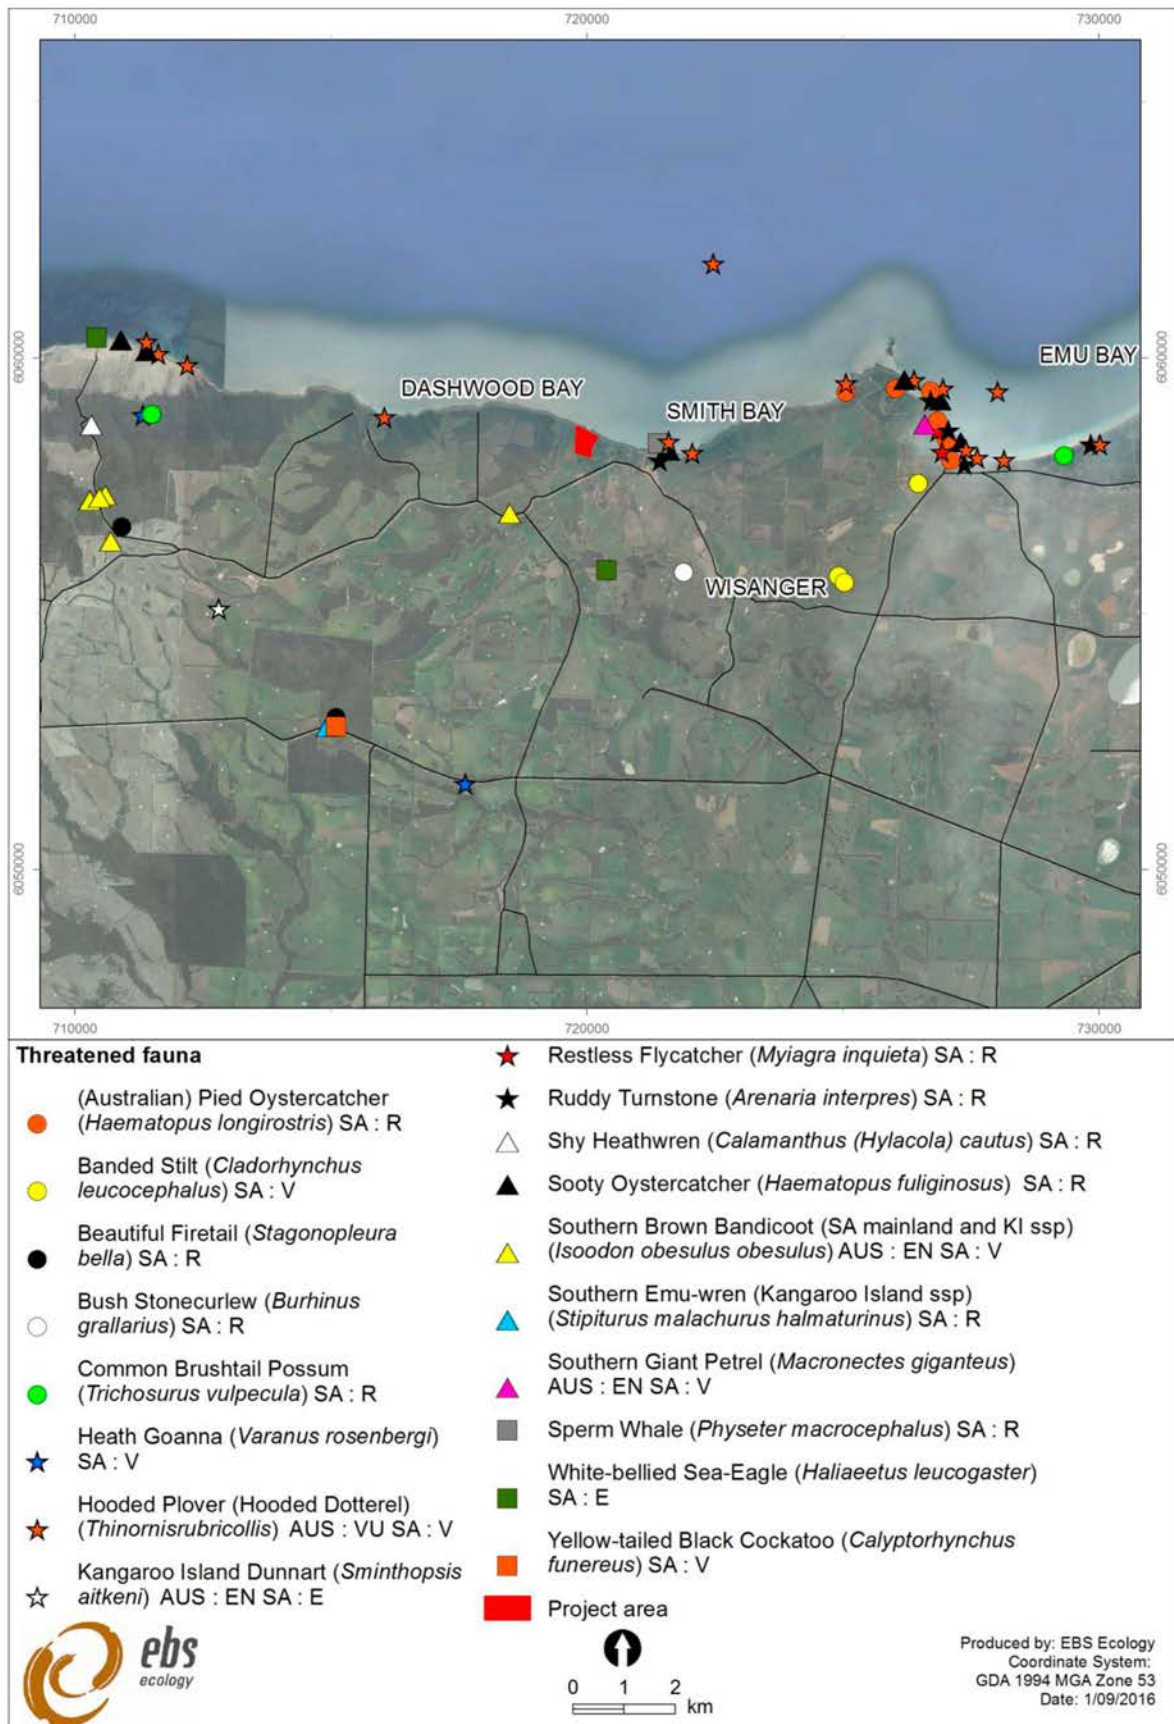 710000
720000
730000
6060000
6060000
DASHWOOD BAY
SMITH BAY
EMU BAY
WISANGER
6050000
6050000
710000
720000
730000
Threatened fauna
(Australian) Pied Oystercatcher
(Haematopus longirostris) SA : R
Banded Stilt (Cladorhynchus
leucocephalus) SA : V
Beautiful Firetail (Stagonopleura
bella) SA : R
Bush Stonecurlew (Burhinus
grallarius) SA : R
Common Brushtail Possum
(Trichosurus vulpecula) SA : R
Heath Goanna (Varanus rosenbergi)
SA : V
Hooded Plover (Hooded Dotterel)
(Thinornisrubricollis) AUS : VU SA : V
Kangaroo Island Dunnart (Sminthopsis
aitkeni) AUS : EN SA : E
Restless Flycatcher (Myiagra inquieta) SA : R
Ruddy Turnstone (Arenaria interpres) SA : R
Shy Heathwren (Calamanthus (Hylacola) cautus) SA : R
Sooty Oystercatcher (Haematopus fuliginosus) SA : R
Southern Brown Bandicoot (SA mainland and KI ssp)
(Isoodon obesulus obesulus) AUS : EN SA : V
Southern Emu-wren (Kangaroo Island ssp)
(Stipiturus malachurus halmaturinus) SA : R
Southern Giant Petrel (Macronectes giganteus)
AUS : EN SA : V
Sperm Whale (Physeter macrocephalus) SA : R
White-bellied Sea-Eagle (Haliaeetus leucogaster)
SA : E
Yellow-tailed Black Cockatoo (Calyptorhynchus
funereus) SA : V
Project area
ebs
ecology
0 1 2
km
Produced by: EBS Ecology
Coordinate System:
GDA 1994 MGA Zone 53
Date: 1/09/2016